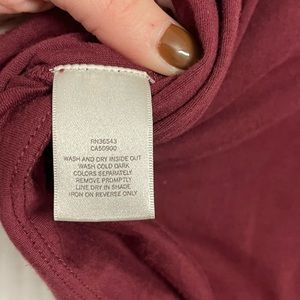 RN36543
CA50900
WASH AND DRY INSIDE OUT
WASH COLD DARK
COLORS SEPARATELY
REMOVE PROMPTLY
LINE DRY IN SHADE
IRON ON REVERSE ONLY